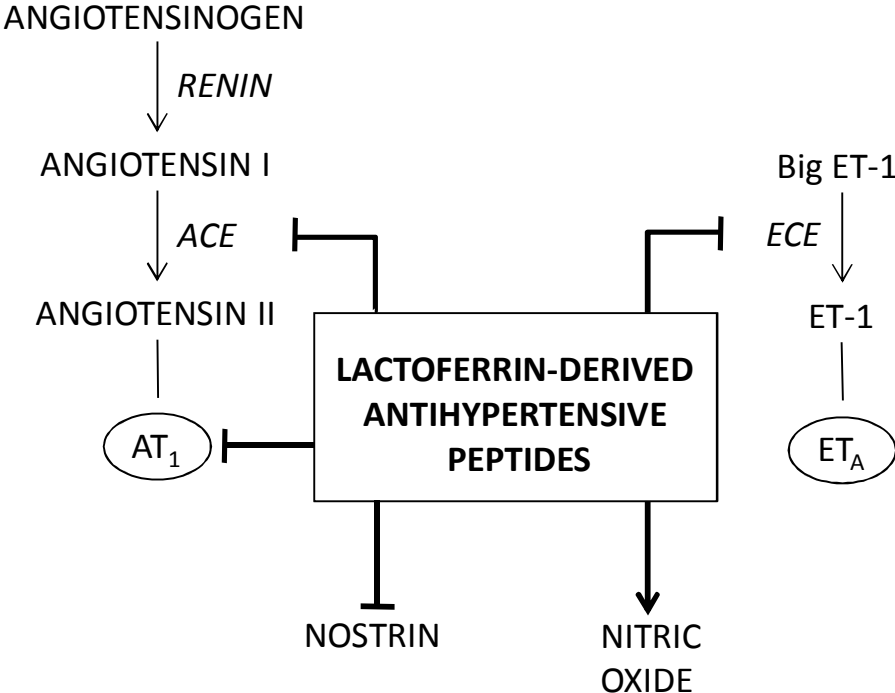 ANGIOTENSINOGEN
RENIN
ANGIOTENSIN I
Big ET-1
ACE
ECE
ANGIOTENSIN II
ET-1
LACTOFERRIN-DERIVED
ANTIHYPERTENSIVE
PEPTIDES
AT₁
ET_A
NOSTRIN
NITRIC
OXIDE